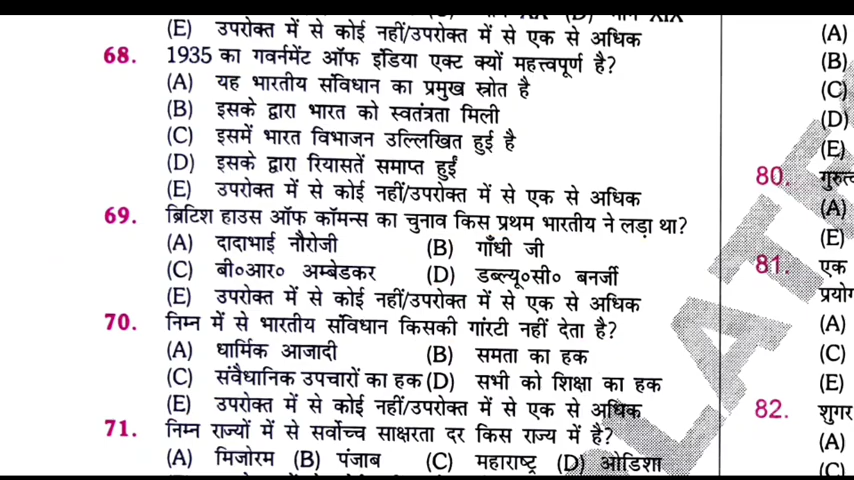 (E) उपरोक्त में से कोई नहीं/उपरोक्त में से एक से अधिक
68. 1935 का गवर्नमेंट ऑफ इंडिया एक्ट क्यों महत्त्वपूर्ण है?
(A) यह भारतीय संविधान का प्रमुख स्रोत है
(B) इसके द्वारा भारत को स्वतंत्रता मिली
(C) इसमें भारत विभाजन उल्लिखित हुई है
(D) इसके द्वारा रियासतें समाप्त हुईं
(E) उपरोक्त में से कोई नहीं/उपरोक्त में से एक से अधिक
69. ब्रिटिश हाउस ऑफ कॉमन्स का चुनाव किस प्रथम भारतीय ने लड़ा था?
(A) दादाभाई नौरोजी (B) गाँधी जी
(C) बी०आर० अम्बेडकर (D) डब्ल्यू०सी० बनर्जी
(E) उपरोक्त में से कोई नहीं/उपरोक्त में से एक से अधिक
70. निम्न में से भारतीय संविधान किसकी गांरटी नहीं देता है?
(A) धार्मिक आजादी (B) समता का हक
(C) संवैधानिक उपचारों का हक (D) सभी को शिक्षा का हक
(E) उपरोक्त में से कोई नहीं/उपरोक्त में से एक से अधिक
71. निम्न राज्यों में से सर्वोच्च साक्षरता दर किस राज्य में है?
(A) मिजोरम (B) पंजाब (C) महाराष्ट्र (D) ओडिशा
(A)
(B)
(C)
(D)
(E)
80.
(A)
(E)
81. एक
(A)
(C)
(E)
82. शुगर
(A)
(C)